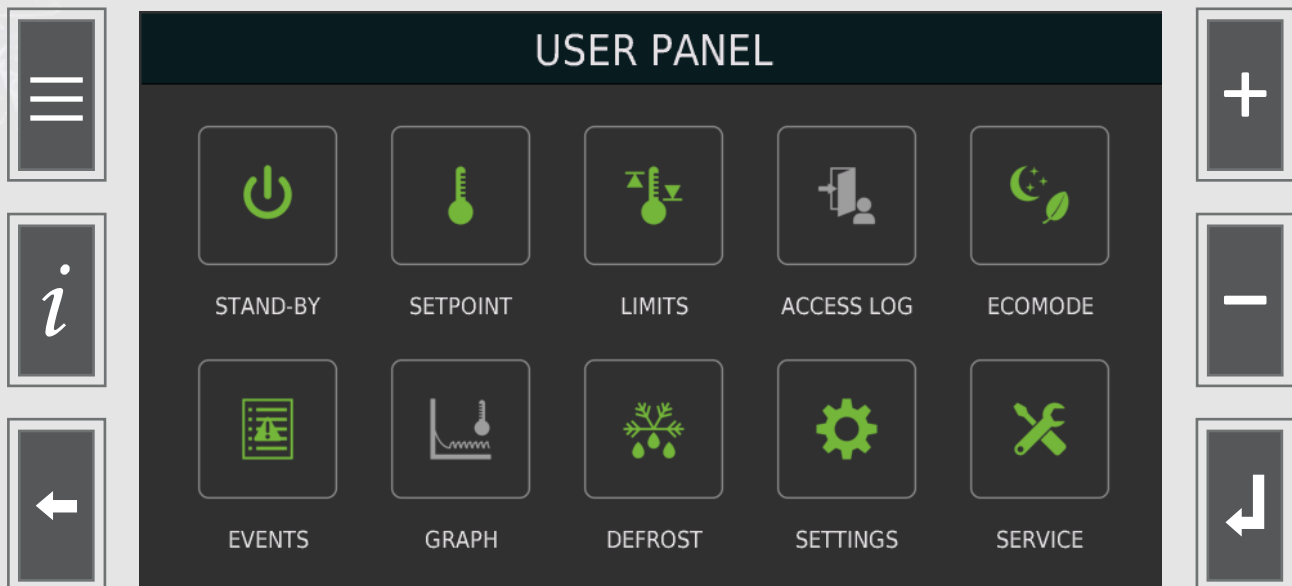 USER PANEL
STAND-BY
SETPOINT
LIMITS
ACCESS LOG
ECOMODE
EVENTS
GRAPH
DEFROST
SETTINGS
SERVICE
i